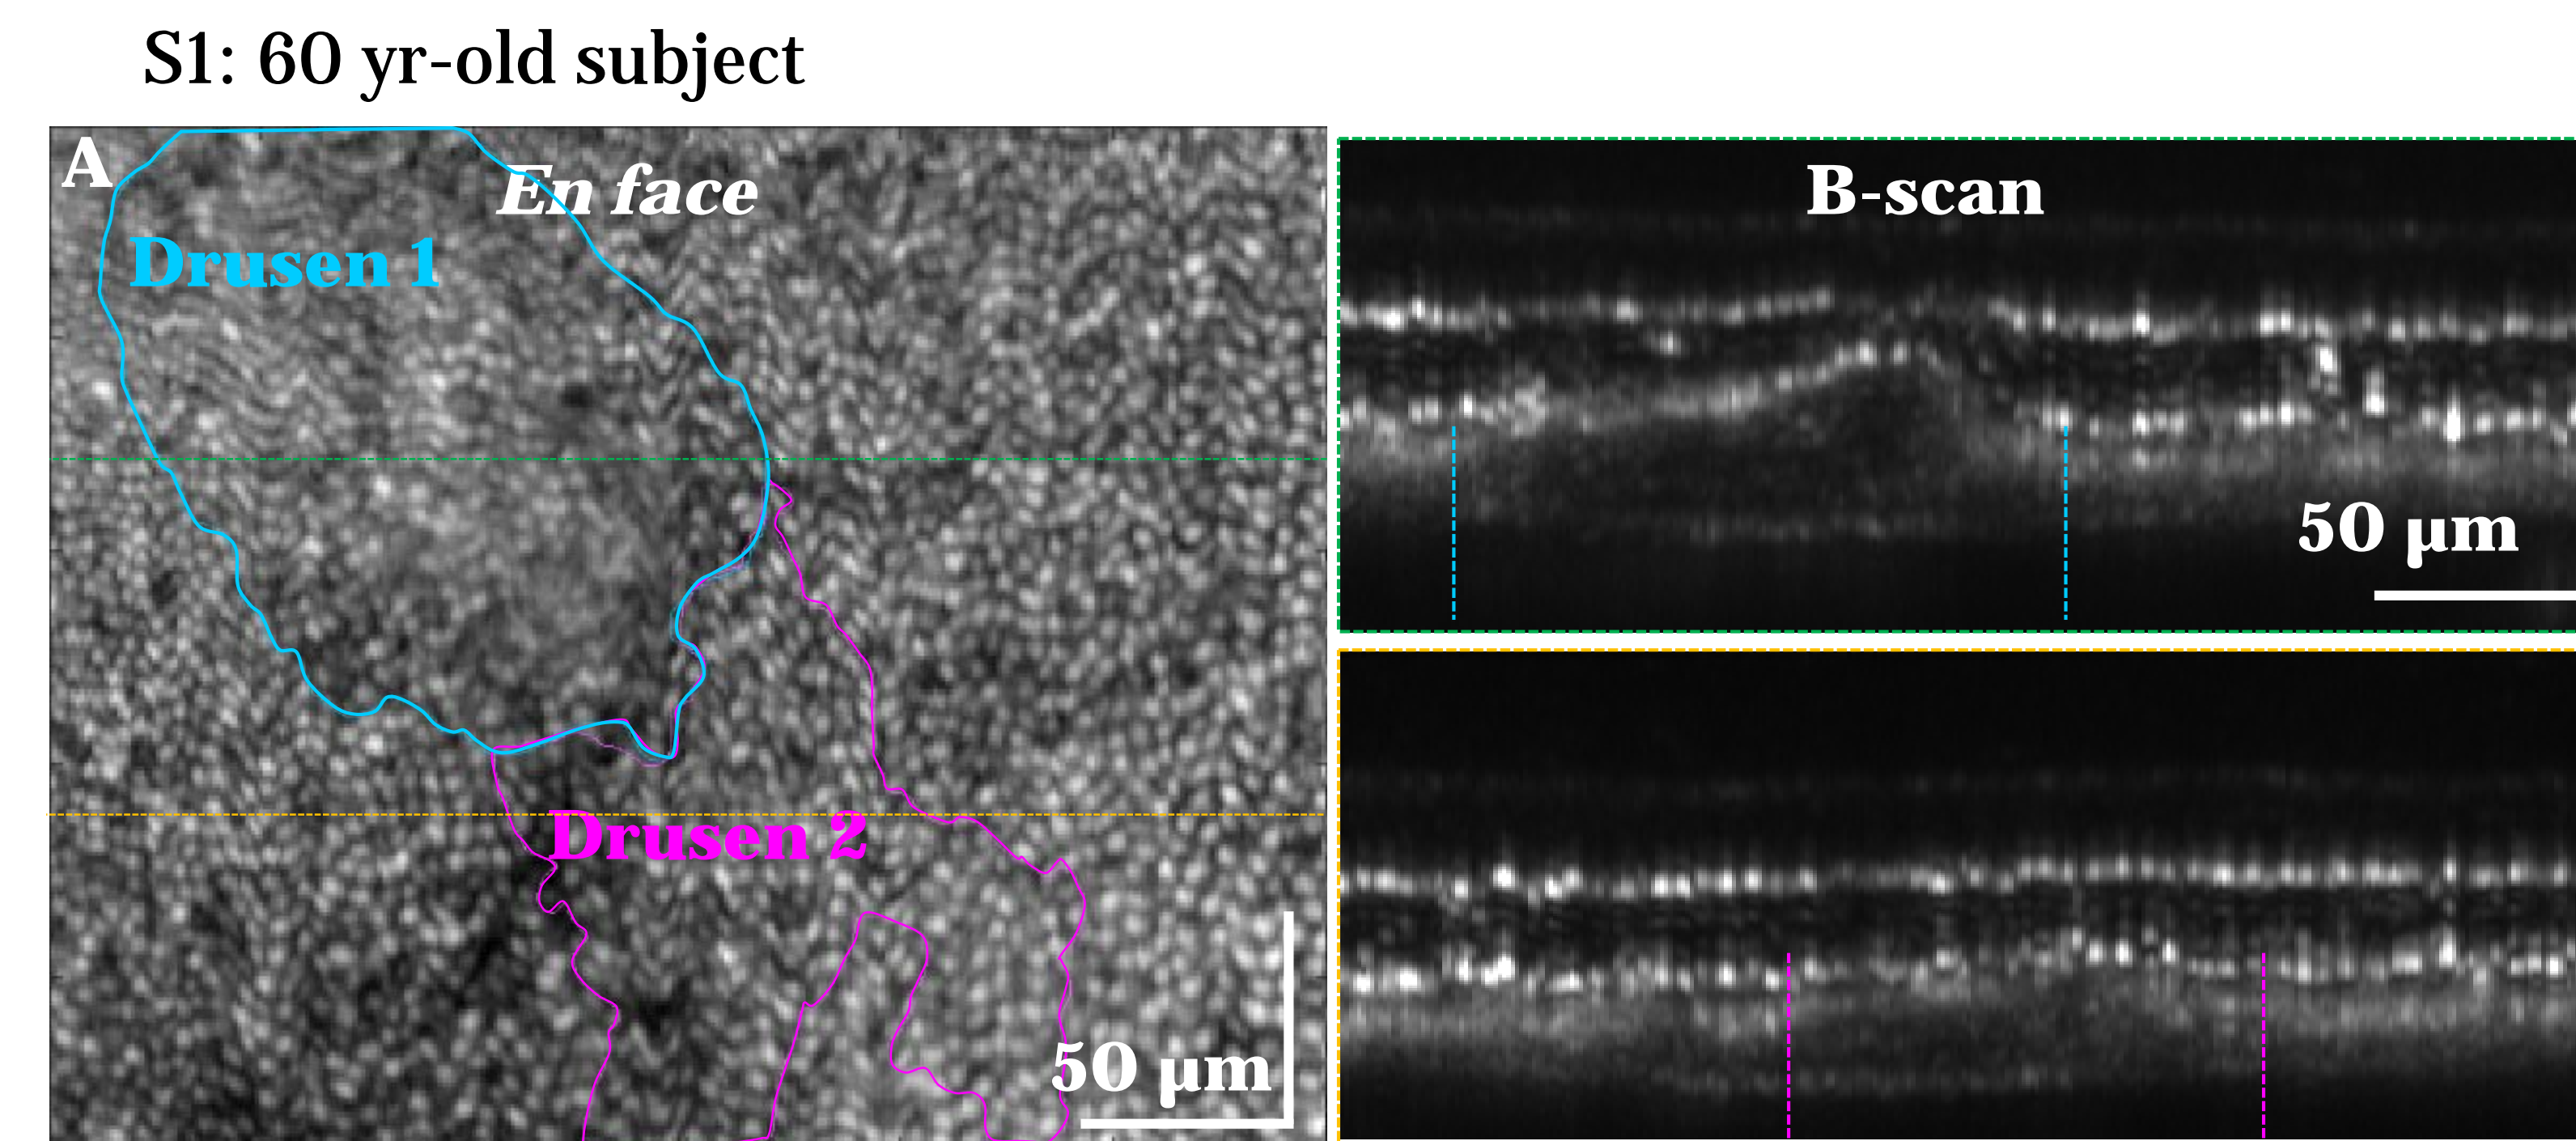 S1: 60 yr-old subject
A
En face
B-scan
Drusen 1
50 µm
Drusen 2
50 µm